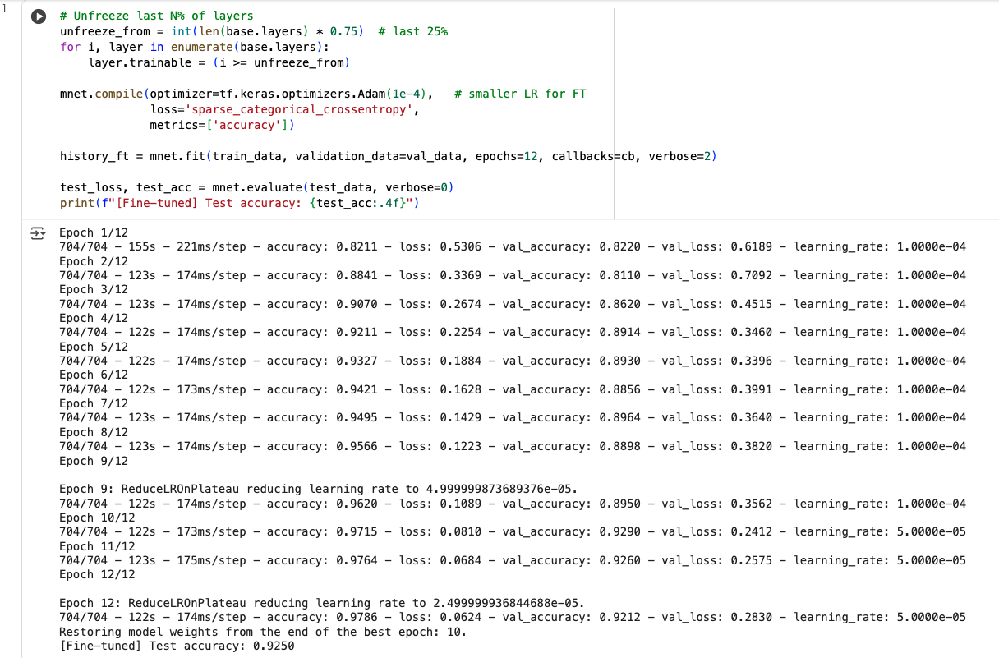 ]
# Unfreeze last N% of layers
unfreeze_from = int(len(base.layers) * 0.75)  # last 25%
for i, layer in enumerate(base.layers):
    layer.trainable = (i >= unfreeze_from)
mnet.compile(optimizer=tf.keras.optimizers.Adam(1e-4),   # smaller LR for FT
             loss='sparse_categorical_crossentropy',
             metrics=['accuracy'])
history_ft = mnet.fit(train_data, validation_data=val_data, epochs=12, callbacks=cb, verbose=2)
test_loss, test_acc = mnet.evaluate(test_data, verbose=0)
print(f"[Fine-tuned] Test accuracy: {test_acc:.4f}")
Epoch 1/12
704/704 - 155s - 221ms/step - accuracy: 0.8211 - loss: 0.5306 - val_accuracy: 0.8220 - val_loss: 0.6189 - learning_rate: 1.0000e-04
Epoch 2/12
704/704 - 123s - 174ms/step - accuracy: 0.8841 - loss: 0.3369 - val_accuracy: 0.8110 - val_loss: 0.7092 - learning_rate: 1.0000e-04
Epoch 3/12
704/704 - 123s - 174ms/step - accuracy: 0.9070 - loss: 0.2674 - val_accuracy: 0.8620 - val_loss: 0.4515 - learning_rate: 1.0000e-04
Epoch 4/12
704/704 - 122s - 174ms/step - accuracy: 0.9211 - loss: 0.2254 - val_accuracy: 0.8914 - val_loss: 0.3460 - learning_rate: 1.0000e-04
Epoch 5/12
704/704 - 122s - 174ms/step - accuracy: 0.9327 - loss: 0.1884 - val_accuracy: 0.8930 - val_loss: 0.3396 - learning_rate: 1.0000e-04
Epoch 6/12
704/704 - 122s - 173ms/step - accuracy: 0.9421 - loss: 0.1628 - val_accuracy: 0.8856 - val_loss: 0.3991 - learning_rate: 1.0000e-04
Epoch 7/12
704/704 - 123s - 174ms/step - accuracy: 0.9495 - loss: 0.1429 - val_accuracy: 0.8964 - val_loss: 0.3640 - learning_rate: 1.0000e-04
Epoch 8/12
704/704 - 123s - 174ms/step - accuracy: 0.9566 - loss: 0.1223 - val_accuracy: 0.8898 - val_loss: 0.3820 - learning_rate: 1.0000e-04
Epoch 9/12
Epoch 9: ReduceLROnPlateau reducing learning rate to 4.999999873689376e-05.
704/704 - 122s - 174ms/step - accuracy: 0.9620 - loss: 0.1089 - val_accuracy: 0.8950 - val_loss: 0.3562 - learning_rate: 1.0000e-04
Epoch 10/12
704/704 - 122s - 173ms/step - accuracy: 0.9715 - loss: 0.0810 - val_accuracy: 0.9290 - val_loss: 0.2412 - learning_rate: 5.0000e-05
Epoch 11/12
704/704 - 123s - 175ms/step - accuracy: 0.9764 - loss: 0.0684 - val_accuracy: 0.9260 - val_loss: 0.2575 - learning_rate: 5.0000e-05
Epoch 12/12
Epoch 12: ReduceLROnPlateau reducing learning rate to 2.499999936844688e-05.
704/704 - 122s - 174ms/step - accuracy: 0.9786 - loss: 0.0624 - val_accuracy: 0.9212 - val_loss: 0.2830 - learning_rate: 5.0000e-05
Restoring model weights from the end of the best epoch: 10.
[Fine-tuned] Test accuracy: 0.9250